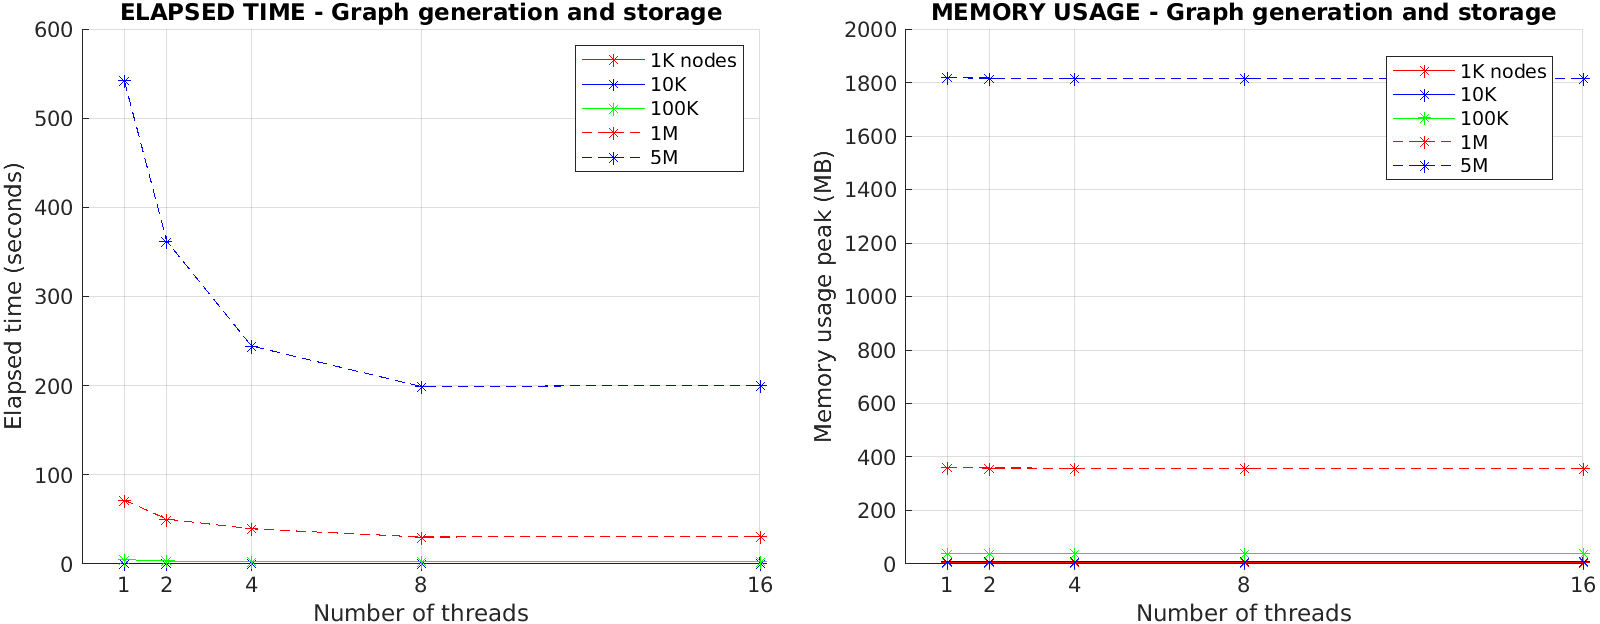 ELAPSED TIME - Graph generation and storage
600
500
400
300
200
100
0
Elapsed time (seconds)
1K nodes
10K
100K
1M
5M
1 2 4 8 16
Number of threads
MEMORY USAGE - Graph generation and storage
2000
1800
1600
1400
1200
1000
800
600
400
200
0
Memory usage peak (MB)
1K nodes
10K
100K
1M
5M
1 2 4 8 16
Number of threads